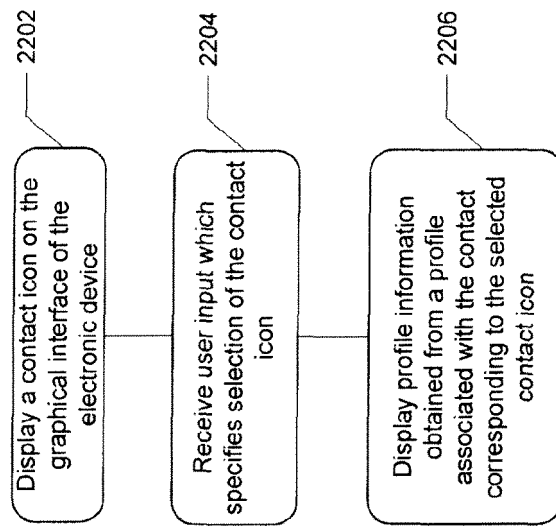 Display a contact icon on the
graphical interface of the
electronic device
2202
Receive user input which
specifies selection of the contact
icon
2204
Display profile information
obtained from a profile
associated with the contact
corresponding to the selected
contact icon
2206